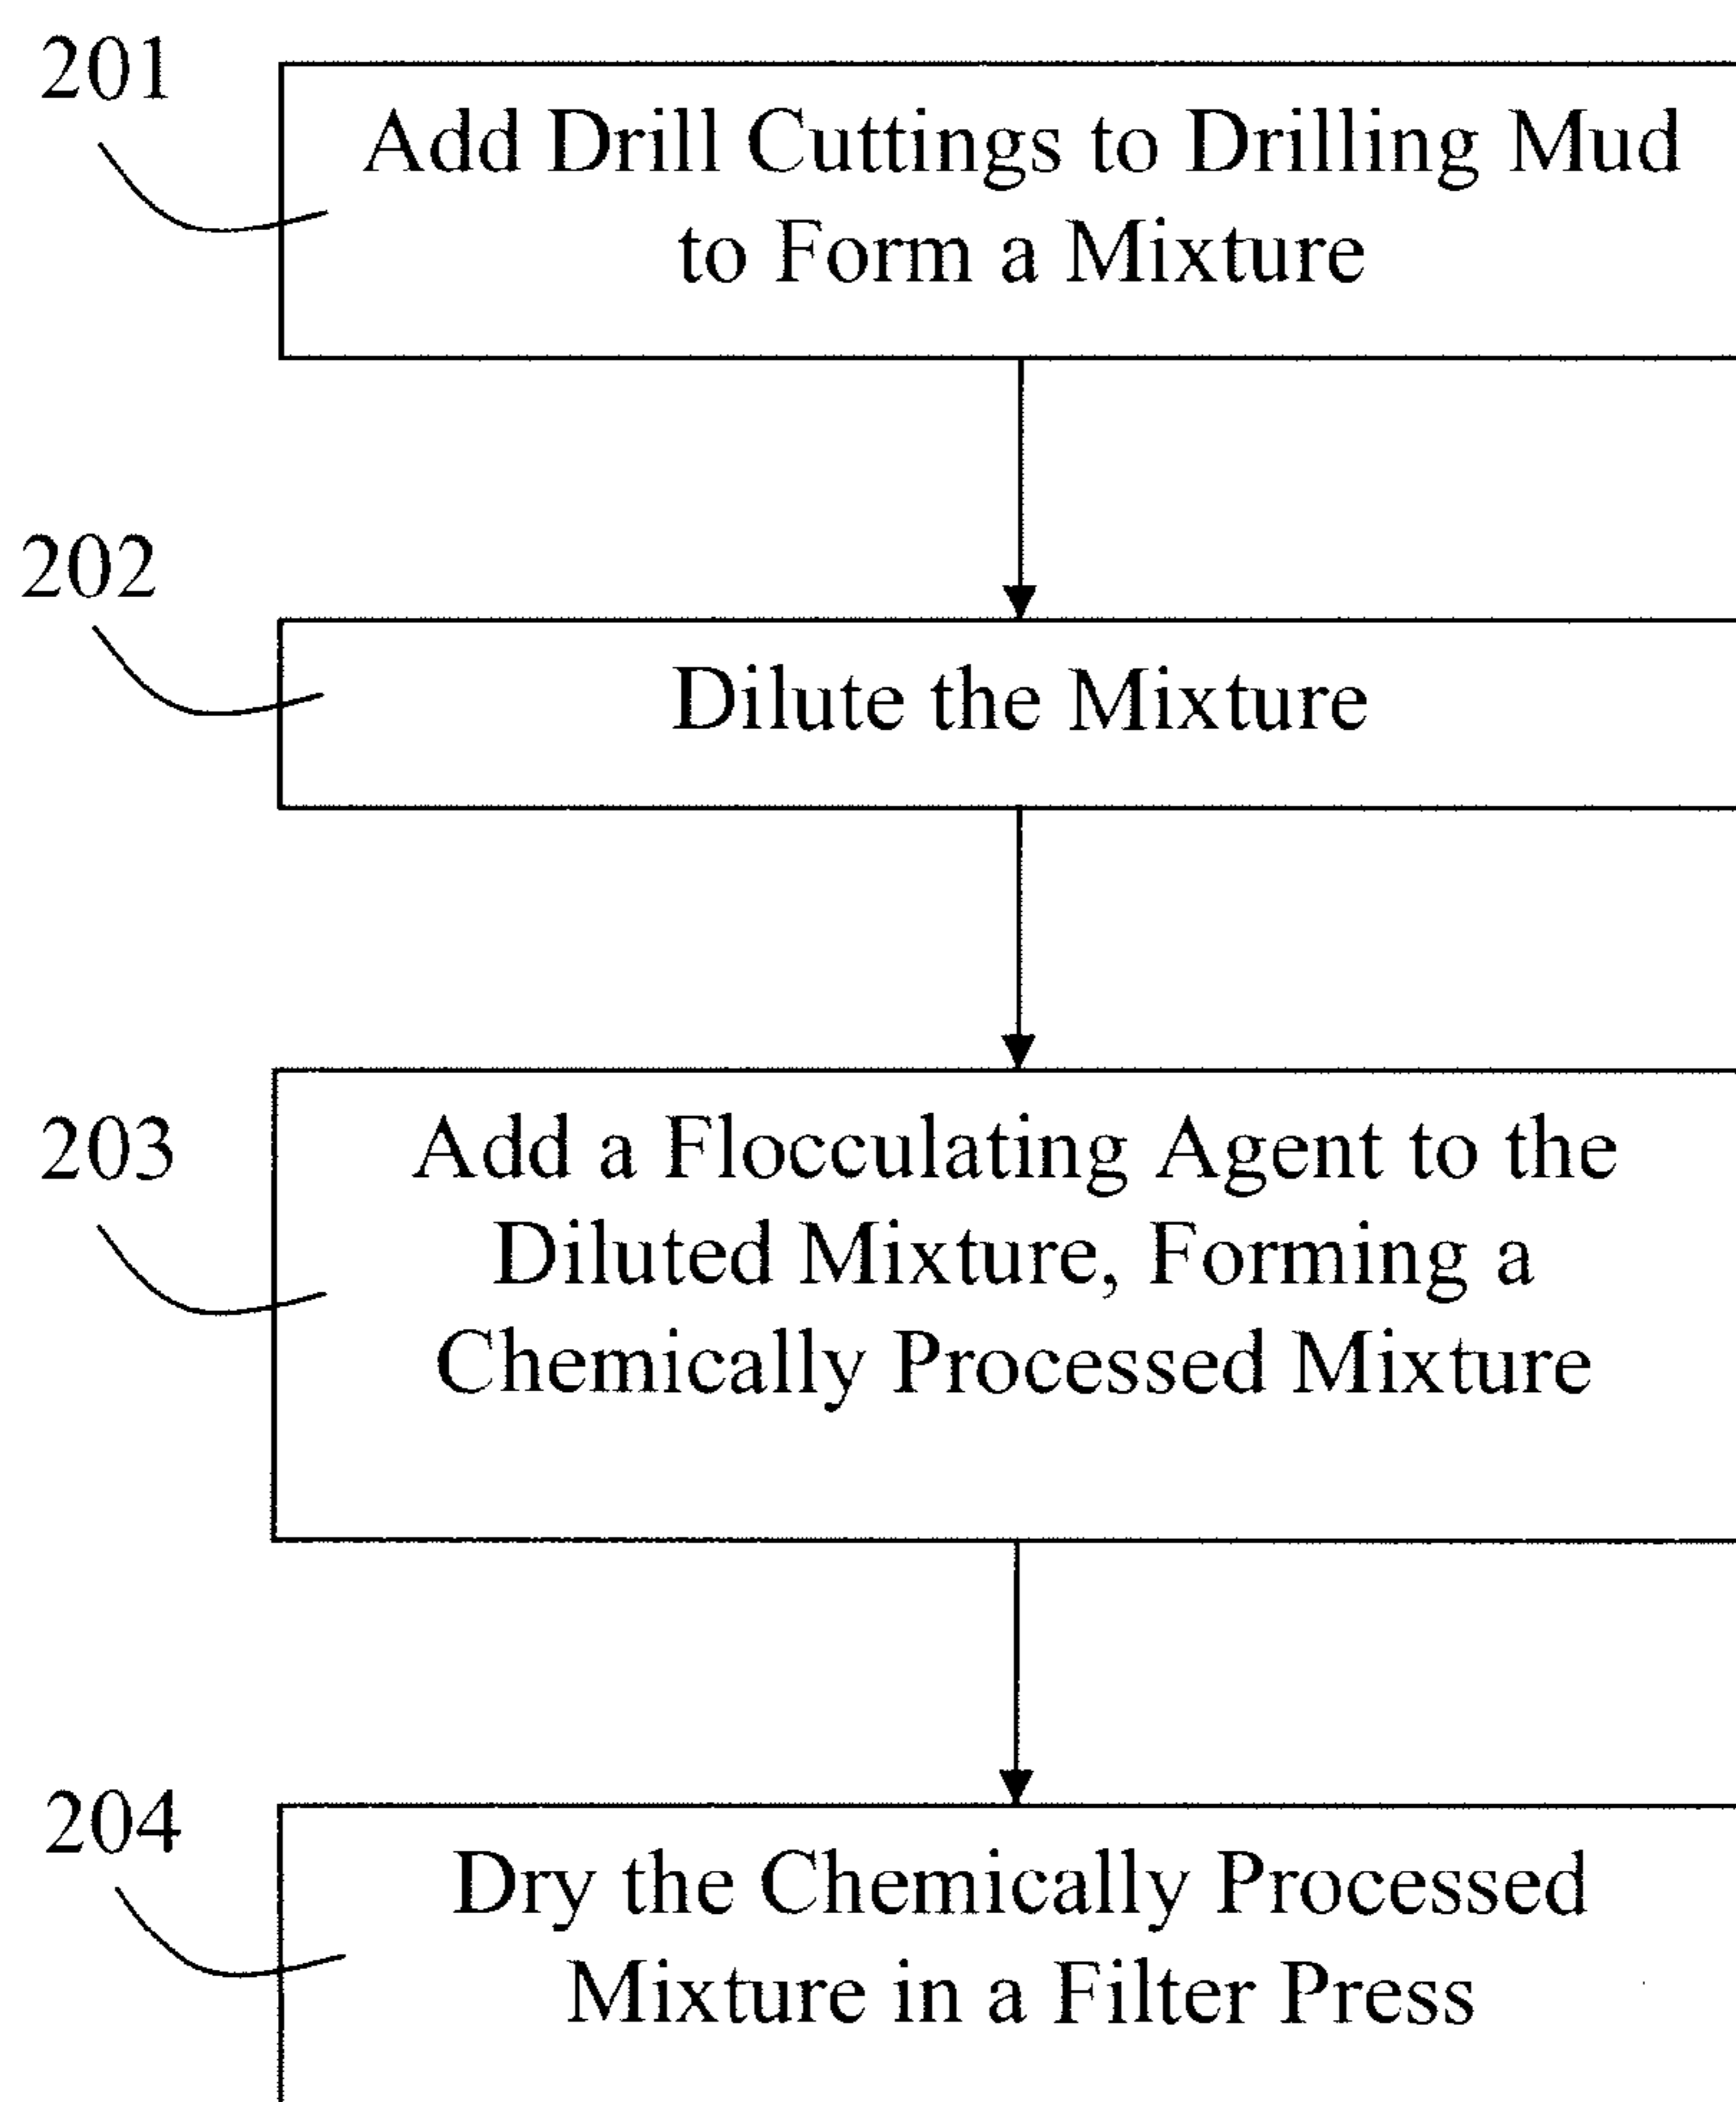 201
Add Drill Cuttings to Drilling Mud
to Form a Mixture
202
Dilute the Mixture
203
Add a Flocculating Agent to the
Diluted Mixture, Forming a
Chemically Processed Mixture
204
Dry the Chemically Processed
Mixture in a Filter Press